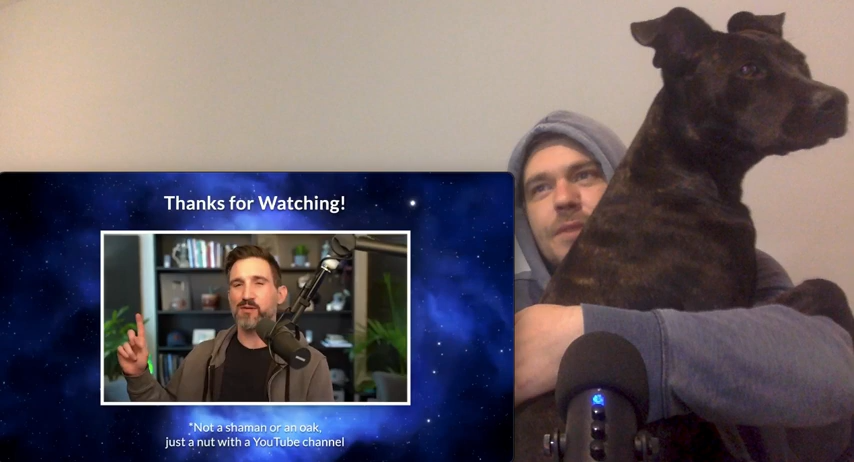 Thanks for Watching!
*Not a shaman or an oak,
just a nut with a YouTube channel